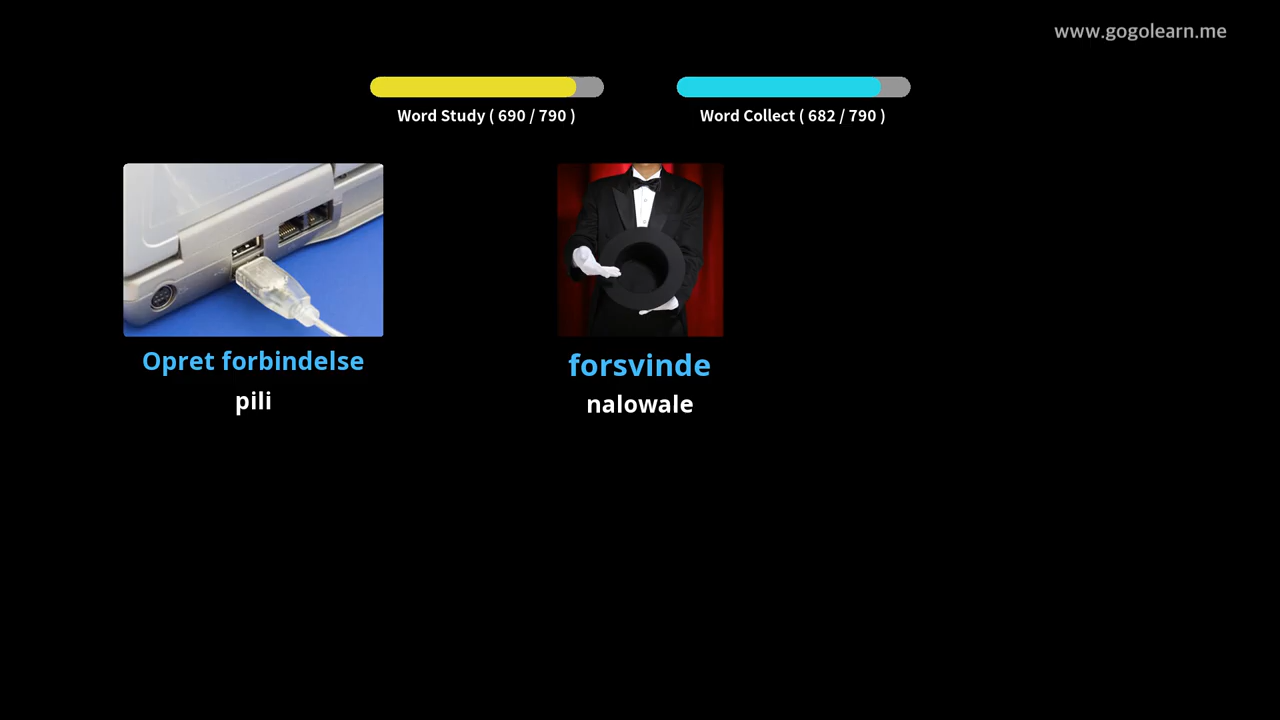 www.gogolearn.me
Word Study ( 690 / 790 )
Word Collect ( 682 / 790 )
Opret forbindelse
pili
forsvinde
nalowale